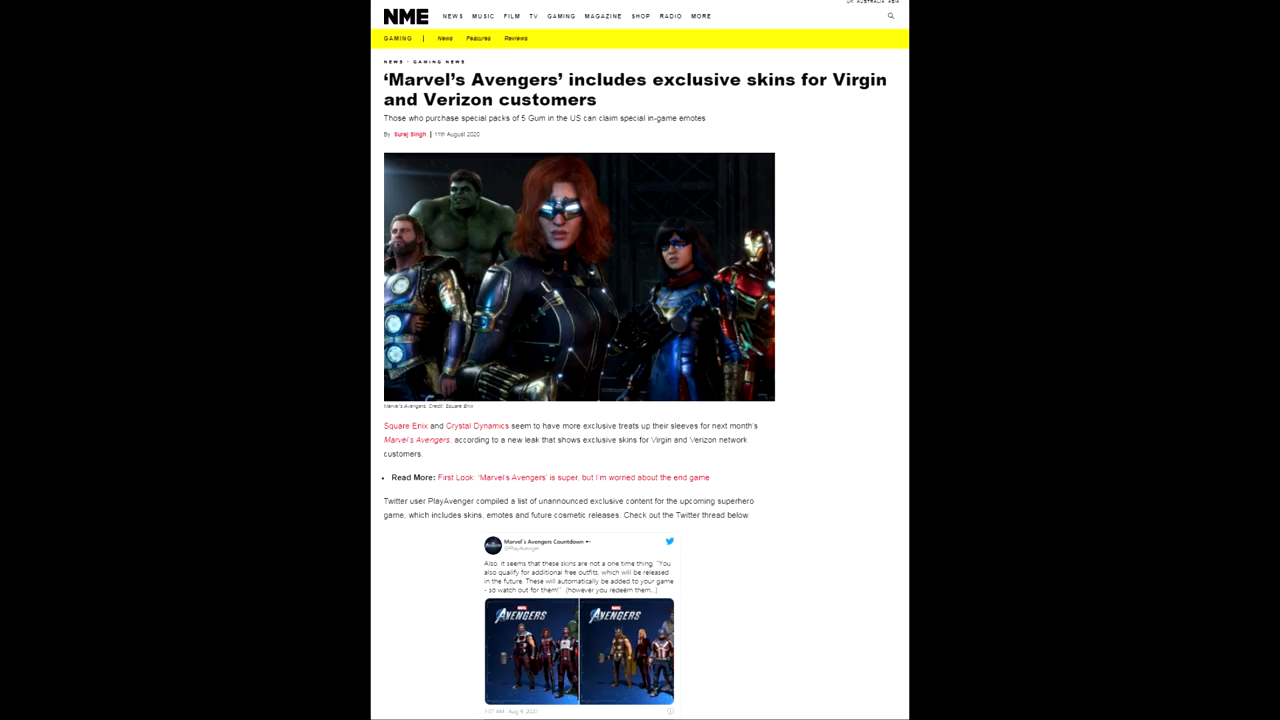 UK AUSTRALIA ASIA
NME NEWS MUSIC FILM TV GAMING MAGAZINE SHOP RADIO MORE
GAMING | News Features Reviews
NEWS · GAMING NEWS
‘Marvel’s Avengers’ includes exclusive skins for Virgin
and Verizon customers
Those who purchase special packs of 5 Gum in the US can claim special in-game emotes
By Surej Singh | 11th August 2020
Marvel's Avengers. Credit: Square Enix
Square Enix and Crystal Dynamics seem to have more exclusive treats up their sleeves for next month’s
Marvel’s Avengers, according to a new leak that shows exclusive skins for Virgin and Verizon network
customers.
• Read More: First Look: ‘Marvel’s Avengers’ is super, but I’m worried about the end game
Twitter user PlayAvenger compiled a list of unannounced exclusive content for the upcoming superhero
game, which includes skins, emotes and future cosmetic releases. Check out the Twitter thread below.
Marvel's Avengers Countdown
@PlayAvenger
Also, it seems that these skins are not a one time thing. "You
also qualify for additional free outfits, which will be released
in the future. These will automatically be added to your game
- so watch out for them!" (however you redeem them...)
MARVEL AVENGERS MARVEL AVENGERS
1:07 AM · Aug 9, 2020